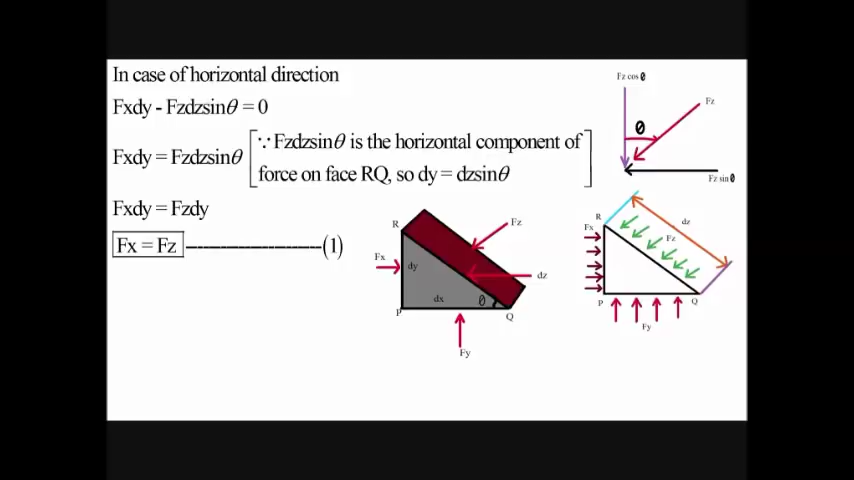 In case of horizontal direction
Fxdy - Fzdzsinθ = 0
Fxdy = Fzdzsinθ [∵Fzdzsinθ is the horizontal component of
force on face RQ, so dy = dzsinθ]
Fxdy = Fzdy
Fx = Fz --------------------(1)
Fz cos θ
Fz
θ
Fz sin θ
R
Fz
Fx
dy
dz
dx
θ
P
Q
Fy
R
dz
Fx
Fz
P
Q
Fy